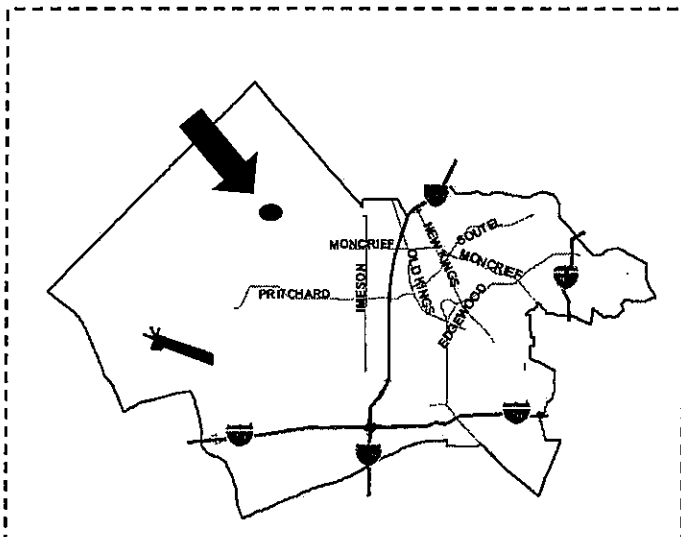 SOUTEL
MONCRIEF
NEW KINGS
MONCRIEF
OLD KINGS
IMESON
PRITCHARD
EDGEWOOD